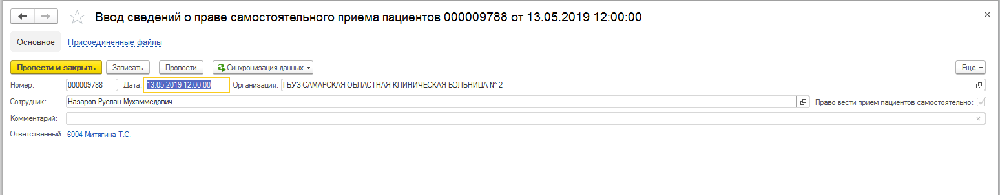 Ввод сведений о праве самостоятельного приема пациентов 000009788 от 13.05.2019 12:00:00
Основное Присоединенные файлы
Провести и закрыть Записать Провести Синхронизация данных Еще
Номер: 000009788 Дата: 13.05.2019 12:00:00 Организация: ГБУЗ САМАРСКАЯ ОБЛАСТНАЯ КЛИНИЧЕСКАЯ БОЛЬНИЦА № 2
Сотрудник: Назаров Руслан Мухаммедович Право вести прием пациентов самостоятельно:
Комментарий:
Ответственный: 6004 Митягина Т.С.